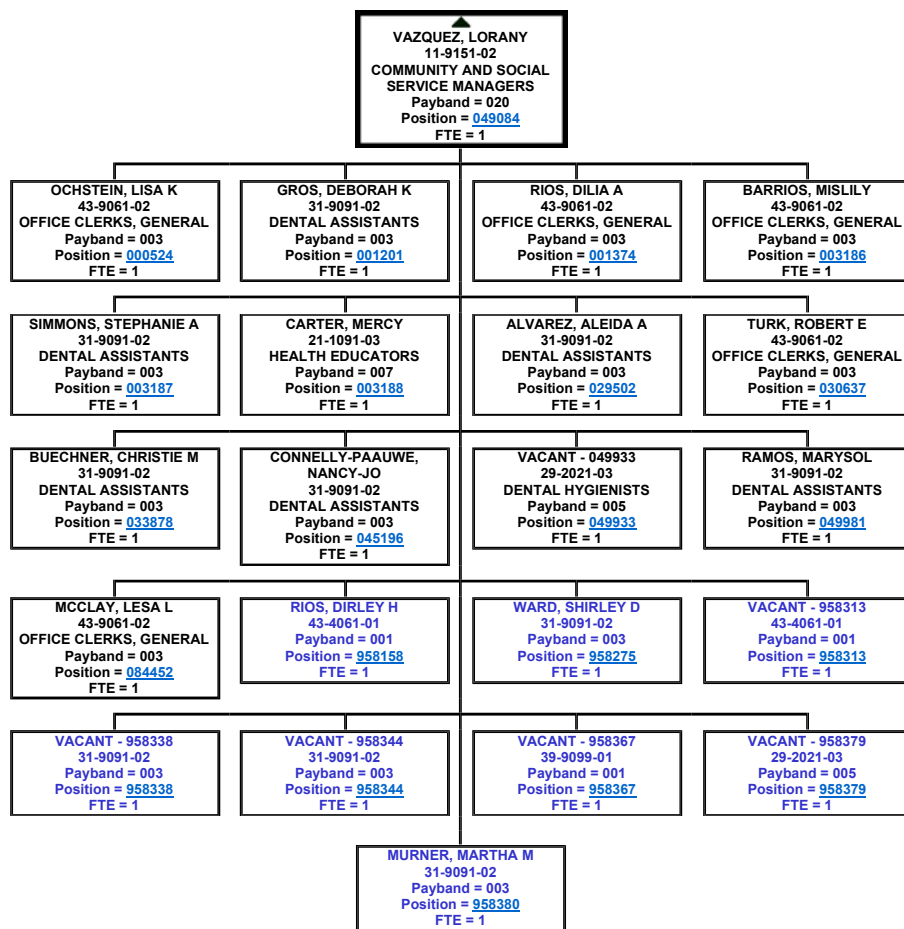 VAZQUEZ, LORANY
11-9151-02
COMMUNITY AND SOCIAL
SERVICE MANAGERS
Payband = 020
Position = 049084
FTE = 1
OCHSTEIN, LISA K
43-9061-02
OFFICE CLERKS, GENERAL
Payband = 003
Position = 000524
FTE = 1
GROS, DEBORAH K
31-9091-02
DENTAL ASSISTANTS
Payband = 003
Position = 001201
FTE = 1
RIOS, DILIA A
43-9061-02
OFFICE CLERKS, GENERAL
Payband = 003
Position = 001374
FTE = 1
BARRIOS, MISLILY
43-9061-02
OFFICE CLERKS, GENERAL
Payband = 003
Position = 003186
FTE = 1
SIMMONS, STEPHANIE A
31-9091-02
DENTAL ASSISTANTS
Payband = 003
Position = 003187
FTE = 1
CARTER, MERCY
21-1091-03
HEALTH EDUCATORS
Payband = 007
Position = 003188
FTE = 1
ALVAREZ, ALEIDA A
31-9091-02
DENTAL ASSISTANTS
Payband = 003
Position = 029502
FTE = 1
TURK, ROBERT E
43-9061-02
OFFICE CLERKS, GENERAL
Payband = 003
Position = 030637
FTE = 1
BUECHNER, CHRISTIE M
31-9091-02
DENTAL ASSISTANTS
Payband = 003
Position = 033878
FTE = 1
CONNELLY-PAAUWE,
NANCY-JO
31-9091-02
DENTAL ASSISTANTS
Payband = 003
Position = 045196
FTE = 1
VACANT - 049933
29-2021-03
DENTAL HYGIENISTS
Payband = 005
Position = 049933
FTE = 1
RAMOS, MARYSOL
31-9091-02
DENTAL ASSISTANTS
Payband = 003
Position = 049981
FTE = 1
MCCLAY, LESA L
43-9061-02
OFFICE CLERKS, GENERAL
Payband = 003
Position = 084452
FTE = 1
RIOS, DIRLEY H
43-4061-01
Payband = 001
Position = 958158
FTE = 1
WARD, SHIRLEY D
31-9091-02
Payband = 003
Position = 958275
FTE = 1
VACANT - 958313
43-4061-01
Payband = 001
Position = 958313
FTE = 1
VACANT - 958338
31-9091-02
Payband = 003
Position = 958338
FTE = 1
VACANT - 958344
31-9091-02
Payband = 003
Position = 958344
FTE = 1
VACANT - 958367
39-9099-01
Payband = 001
Position = 958367
FTE = 1
VACANT - 958379
29-2021-03
Payband = 005
Position = 958379
FTE = 1
MURNER, MARTHA M
31-9091-02
Payband = 003
Position = 958380
FTE = 1